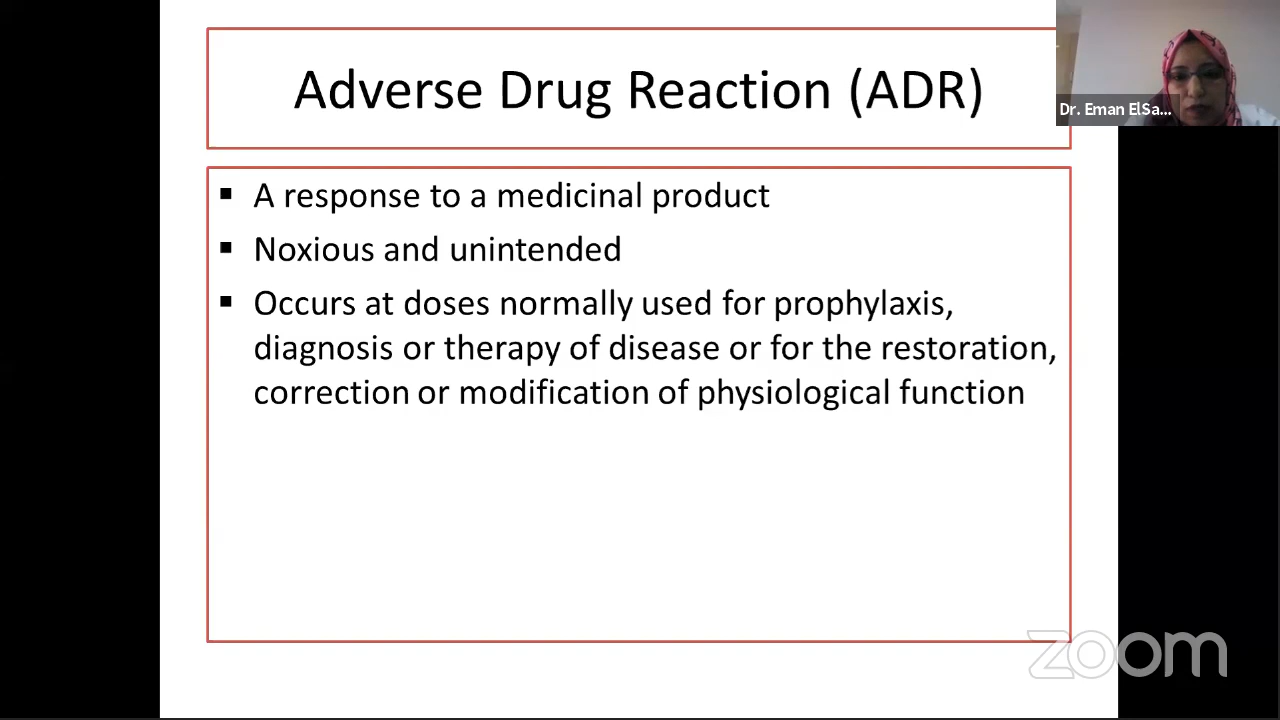 Adverse Drug Reaction (ADR)
Dr. Eman ElSa...
▪ A response to a medicinal product
▪ Noxious and unintended
▪ Occurs at doses normally used for prophylaxis,
diagnosis or therapy of disease or for the restoration,
correction or modification of physiological function
zoom